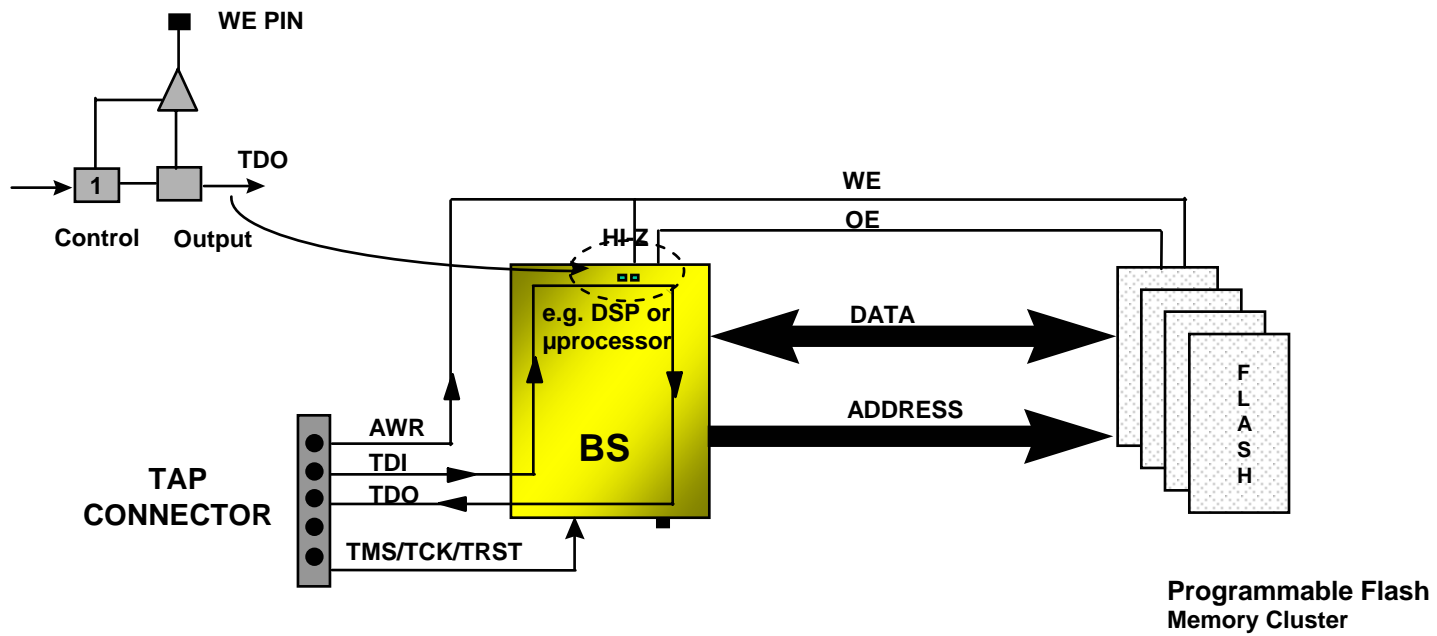 WE PIN
TDO
1
Control
Output
WE
OE
HI-Z
e.g. DSP or
µprocessor
DATA
ADDRESS
BS
F
L
A
S
H
AWR
TDI
TDO
TAP
CONNECTOR
TMS/TCK/TRST
Programmable Flash
Memory Cluster